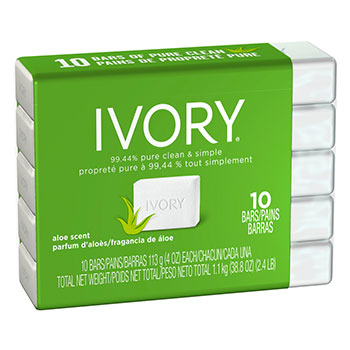 10 BARS OF PURE CLEAN
PAINS DE PROPRETÉ PURE
IVORY®
99.44% pure clean & simple
propreté pure à 99,44 % tout simplement
IVORY
aloe scent
parfum d'aloès/fragancia de áloe
10
BARS/PAINS
BARRAS
10 BARS/PAINS/BARRAS 113 g (4 OZ) EACH/CHACUN/CADA UNA
TOTAL NET WEIGHT/POIDS NET TOTAL/PESO NETO TOTAL 1.1 kg (38.8 OZ) (2.4 LB)